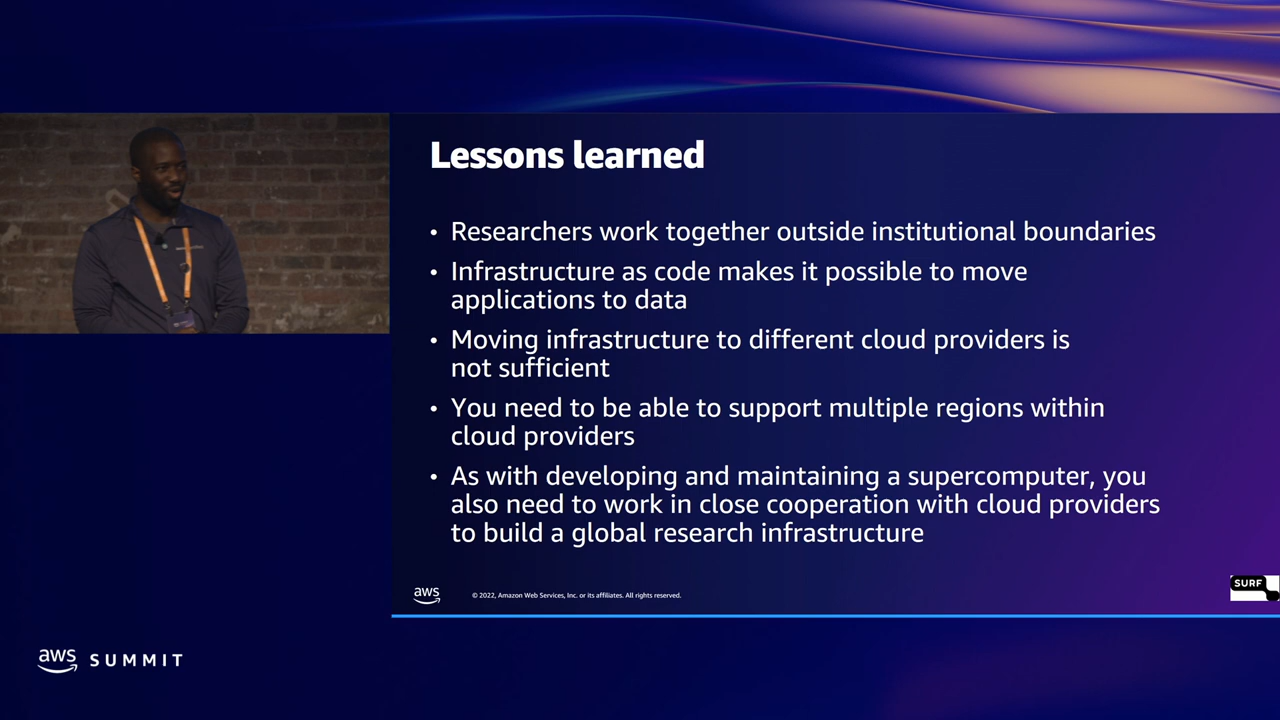 Lessons learned
• Researchers work together outside institutional boundaries
• Infrastructure as code makes it possible to move
applications to data
• Moving infrastructure to different cloud providers is
not sufficient
• You need to be able to support multiple regions within
cloud providers
• As with developing and maintaining a supercomputer, you
also need to work in close cooperation with cloud providers
to build a global research infrastructure
aws
© 2022, Amazon Web Services, Inc. or its affiliates. All rights reserved.
SURF
aws SUMMIT